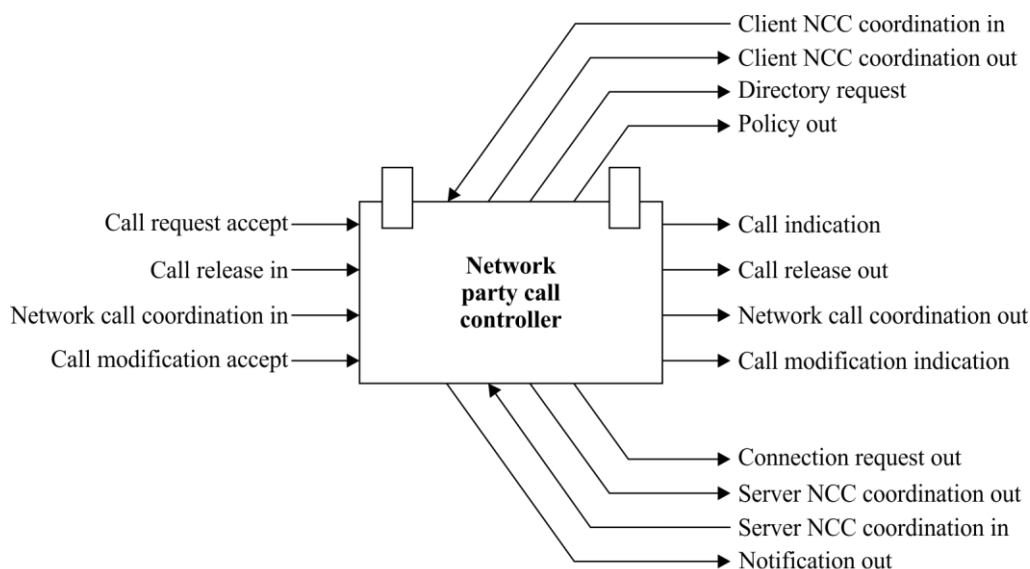 Client NCC coordination in
Client NCC coordination out
Directory request
Policy out
Call request accept
Call release in
Network call coordination in
Call modification accept
Network
party call
controller
Call indication
Call release out
Network call coordination out
Call modification indication
Connection request out
Server NCC coordination out
Server NCC coordination in
Notification out